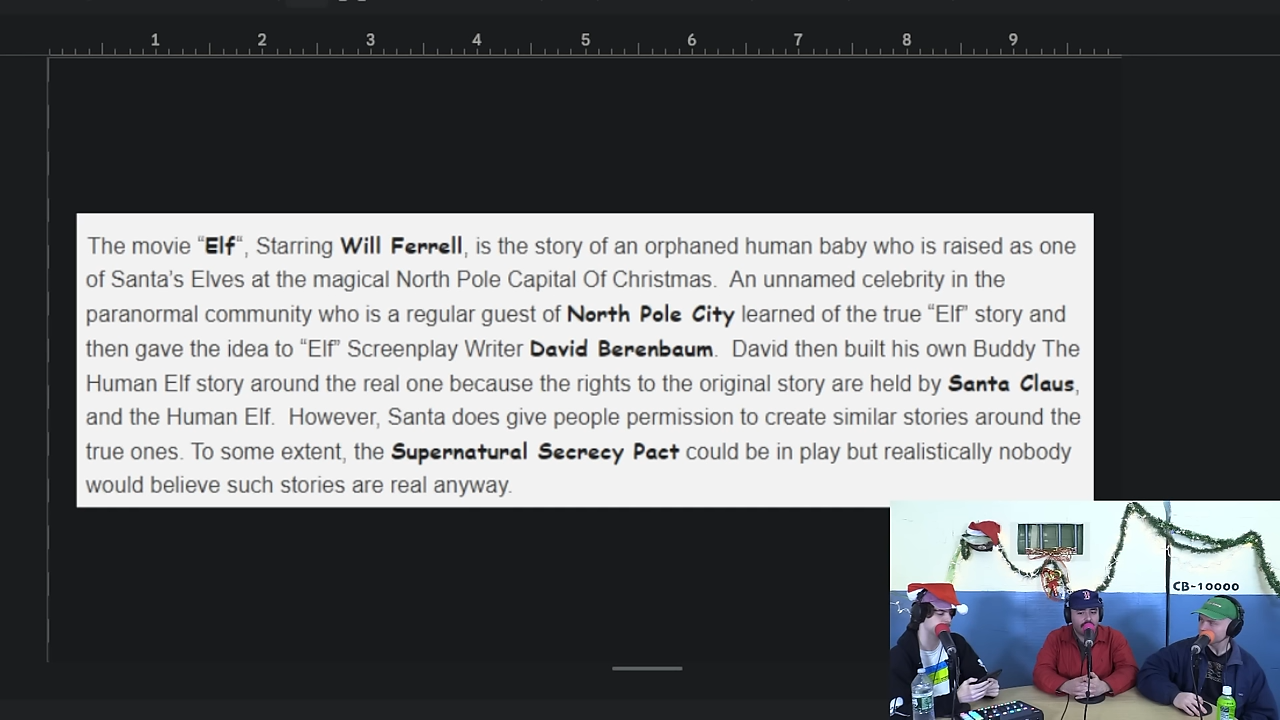 1 2 3 4 5 6 7 8 9
The movie “Elf“, Starring Will Ferrell, is the story of an orphaned human baby who is raised as one
of Santa’s Elves at the magical North Pole Capital Of Christmas.  An unnamed celebrity in the
paranormal community who is a regular guest of North Pole City learned of the true “Elf” story and
then gave the idea to “Elf” Screenplay Writer David Berenbaum.  David then built his own Buddy The
Human Elf story around the real one because the rights to the original story are held by Santa Claus,
and the Human Elf.  However, Santa does give people permission to create similar stories around the
true ones. To some extent, the Supernatural Secrecy Pact could be in play but realistically nobody
would believe such stories are real anyway.
CB-10000
B